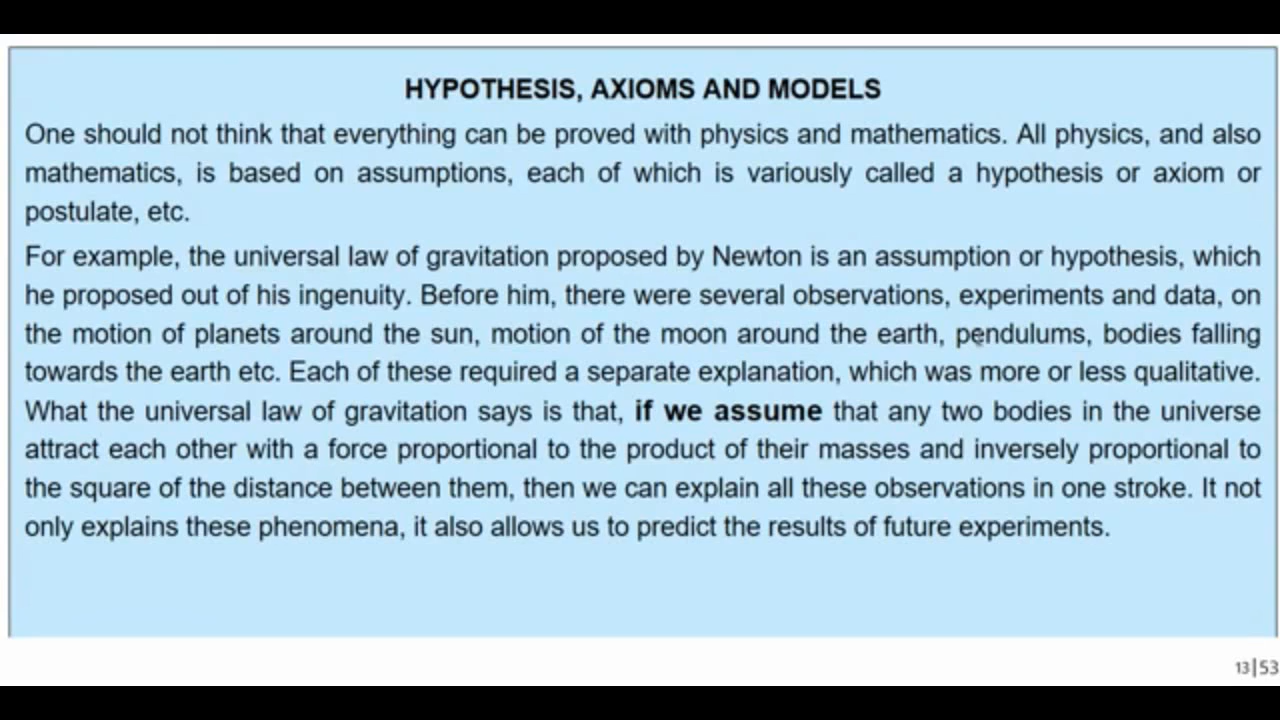 HYPOTHESIS, AXIOMS AND MODELS
One should not think that everything can be proved with physics and mathematics. All physics, and also
mathematics, is based on assumptions, each of which is variously called a hypothesis or axiom or
postulate, etc.
For example, the universal law of gravitation proposed by Newton is an assumption or hypothesis, which
he proposed out of his ingenuity. Before him, there were several observations, experiments and data, on
the motion of planets around the sun, motion of the moon around the earth, pendulums, bodies falling
towards the earth etc. Each of these required a separate explanation, which was more or less qualitative.
What the universal law of gravitation says is that, if we assume that any two bodies in the universe
attract each other with a force proportional to the product of their masses and inversely proportional to
the square of the distance between them, then we can explain all these observations in one stroke. It not
only explains these phenomena, it also allows us to predict the results of future experiments.
13|53